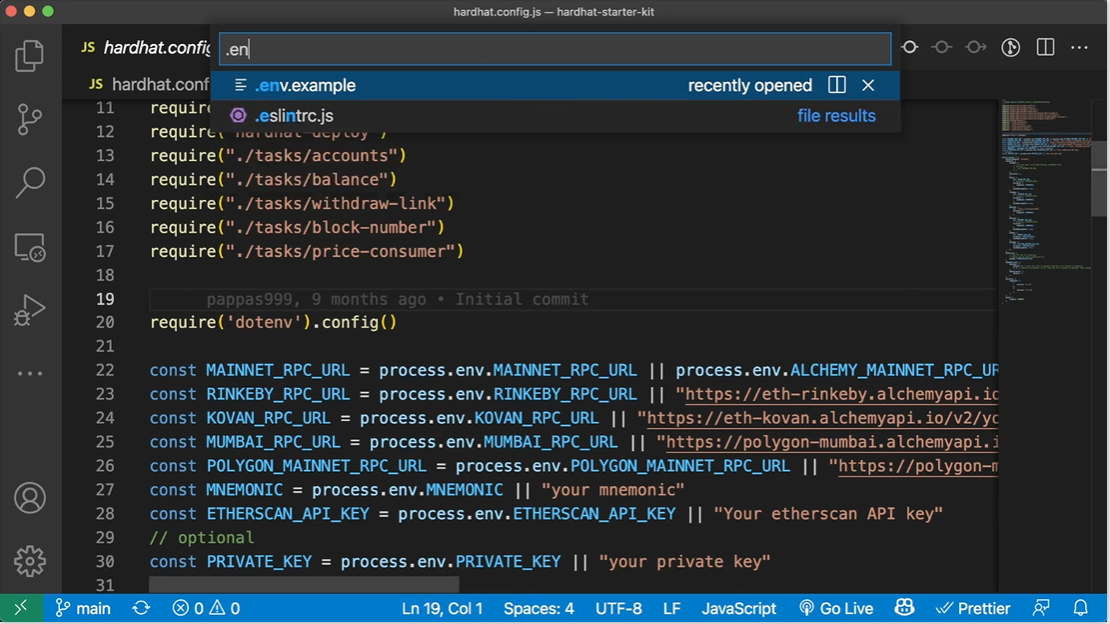 hardhat.config.js — hardhat-starter-kit
JS hardhat.config
.en
JS hardhat.conf
.env.example recently opened
.eslintrc.js file results
11 require
12 require("hardhat-deploy")
13 require("./tasks/accounts")
14 require("./tasks/balance")
15 require("./tasks/withdraw-link")
16 require("./tasks/block-number")
17 require("./tasks/price-consumer")
18
19 pappas999, 9 months ago • Initial commit
20 require('dotenv').config()
21
22 const MAINNET_RPC_URL = process.env.MAINNET_RPC_URL || process.env.ALCHEMY_MAINNET_RPC_UR
23 const RINKEBY_RPC_URL = process.env.RINKEBY_RPC_URL || "https://eth-rinkeby.alchemyapi.io
24 const KOVAN_RPC_URL = process.env.KOVAN_RPC_URL || "https://eth-kovan.alchemyapi.io/v2/yo
25 const MUMBAI_RPC_URL = process.env.MUMBAI_RPC_URL || "https://polygon-mumbai.alchemyapi.i
26 const POLYGON_MAINNET_RPC_URL = process.env.POLYGON_MAINNET_RPC_URL || "https://polygon-m
27 const MNEMONIC = process.env.MNEMONIC || "your mnemonic"
28 const ETHERSCAN_API_KEY = process.env.ETHERSCAN_API_KEY || "Your etherscan API key"
29 // optional
30 const PRIVATE_KEY = process.env.PRIVATE_KEY || "your private key"
31
main 0 0 Ln 19, Col 1 Spaces: 4 UTF-8 LF JavaScript Go Live Prettier